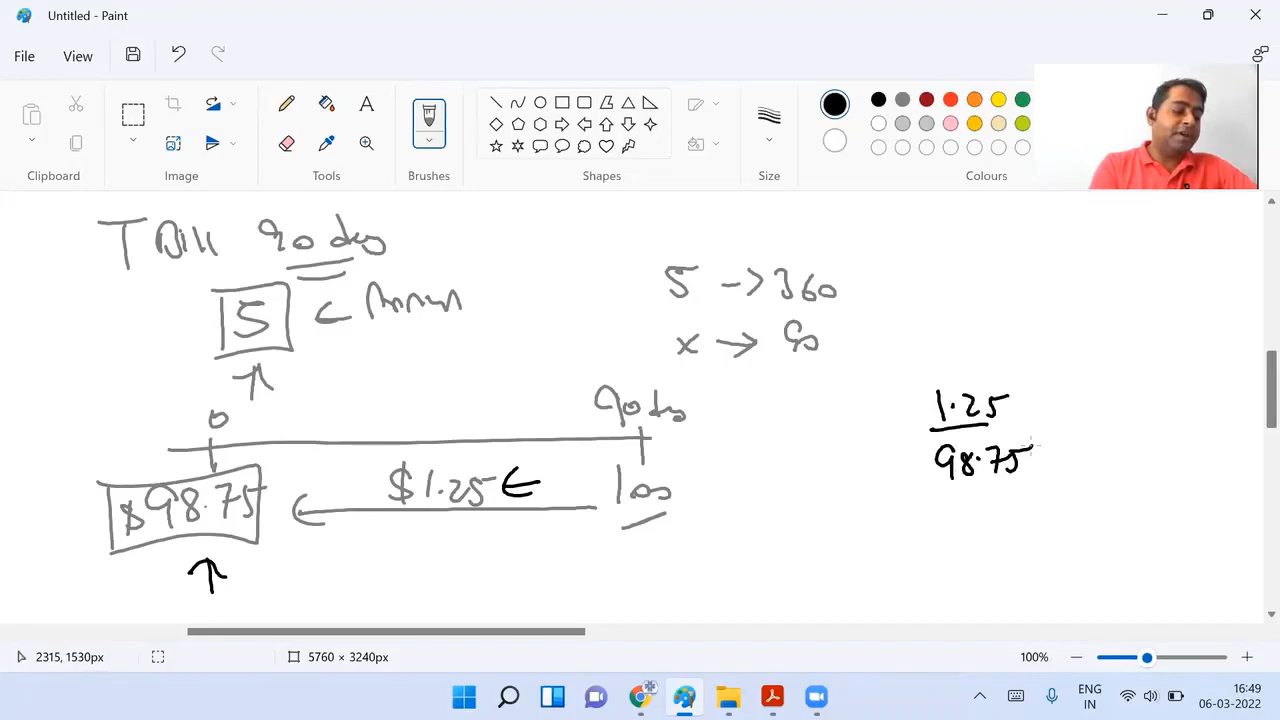 Untitled - Paint
File View
Clipboard Image Tools Brushes Shapes Size Colours
T Bill 90 days
5 ← Annual
5 → 360
x → 90
0
90 days
1.25
98.75
$98.75
$1.25 ←
100
2315, 1530px
5760 × 3240px
100%
ENG
IN
16:49
06-03-2022